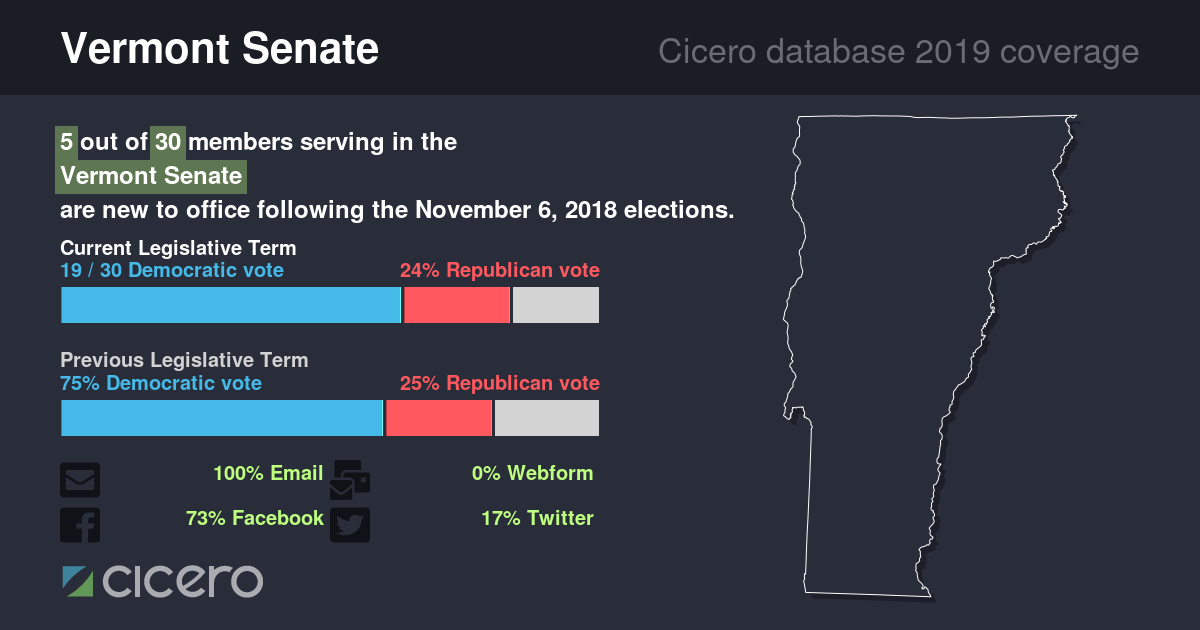 Vermont Senate
Cicero database 2019 coverage
5 out of 30 members serving in the
Vermont Senate
are new to office following the November 6, 2018 elections.
Current Legislative Term
19 / 30 Democratic vote
24% Republican vote
Previous Legislative Term
75% Democratic vote
25% Republican vote
100% Email
0% Webform
73% Facebook
17% Twitter
cicero